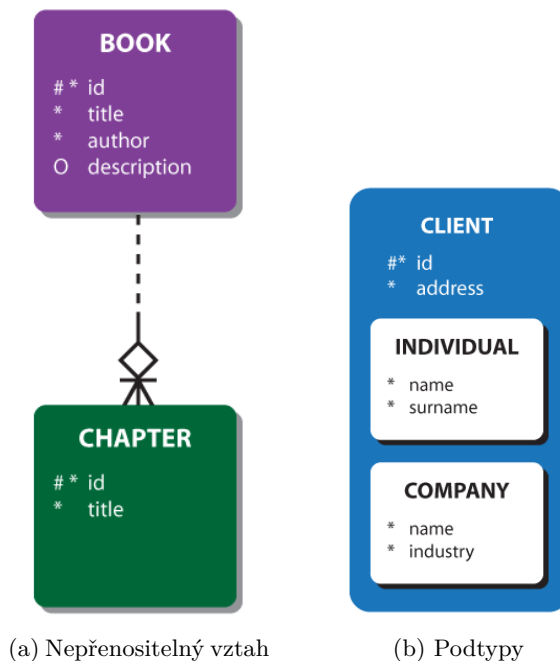 BOOK
# * id
* title
* author
O description
CHAPTER
# * id
* title
(a) Nepřenositelný vztah
CLIENT
#* id
* address
INDIVIDUAL
* name
* surname
COMPANY
* name
* industry
(b) Podtypy